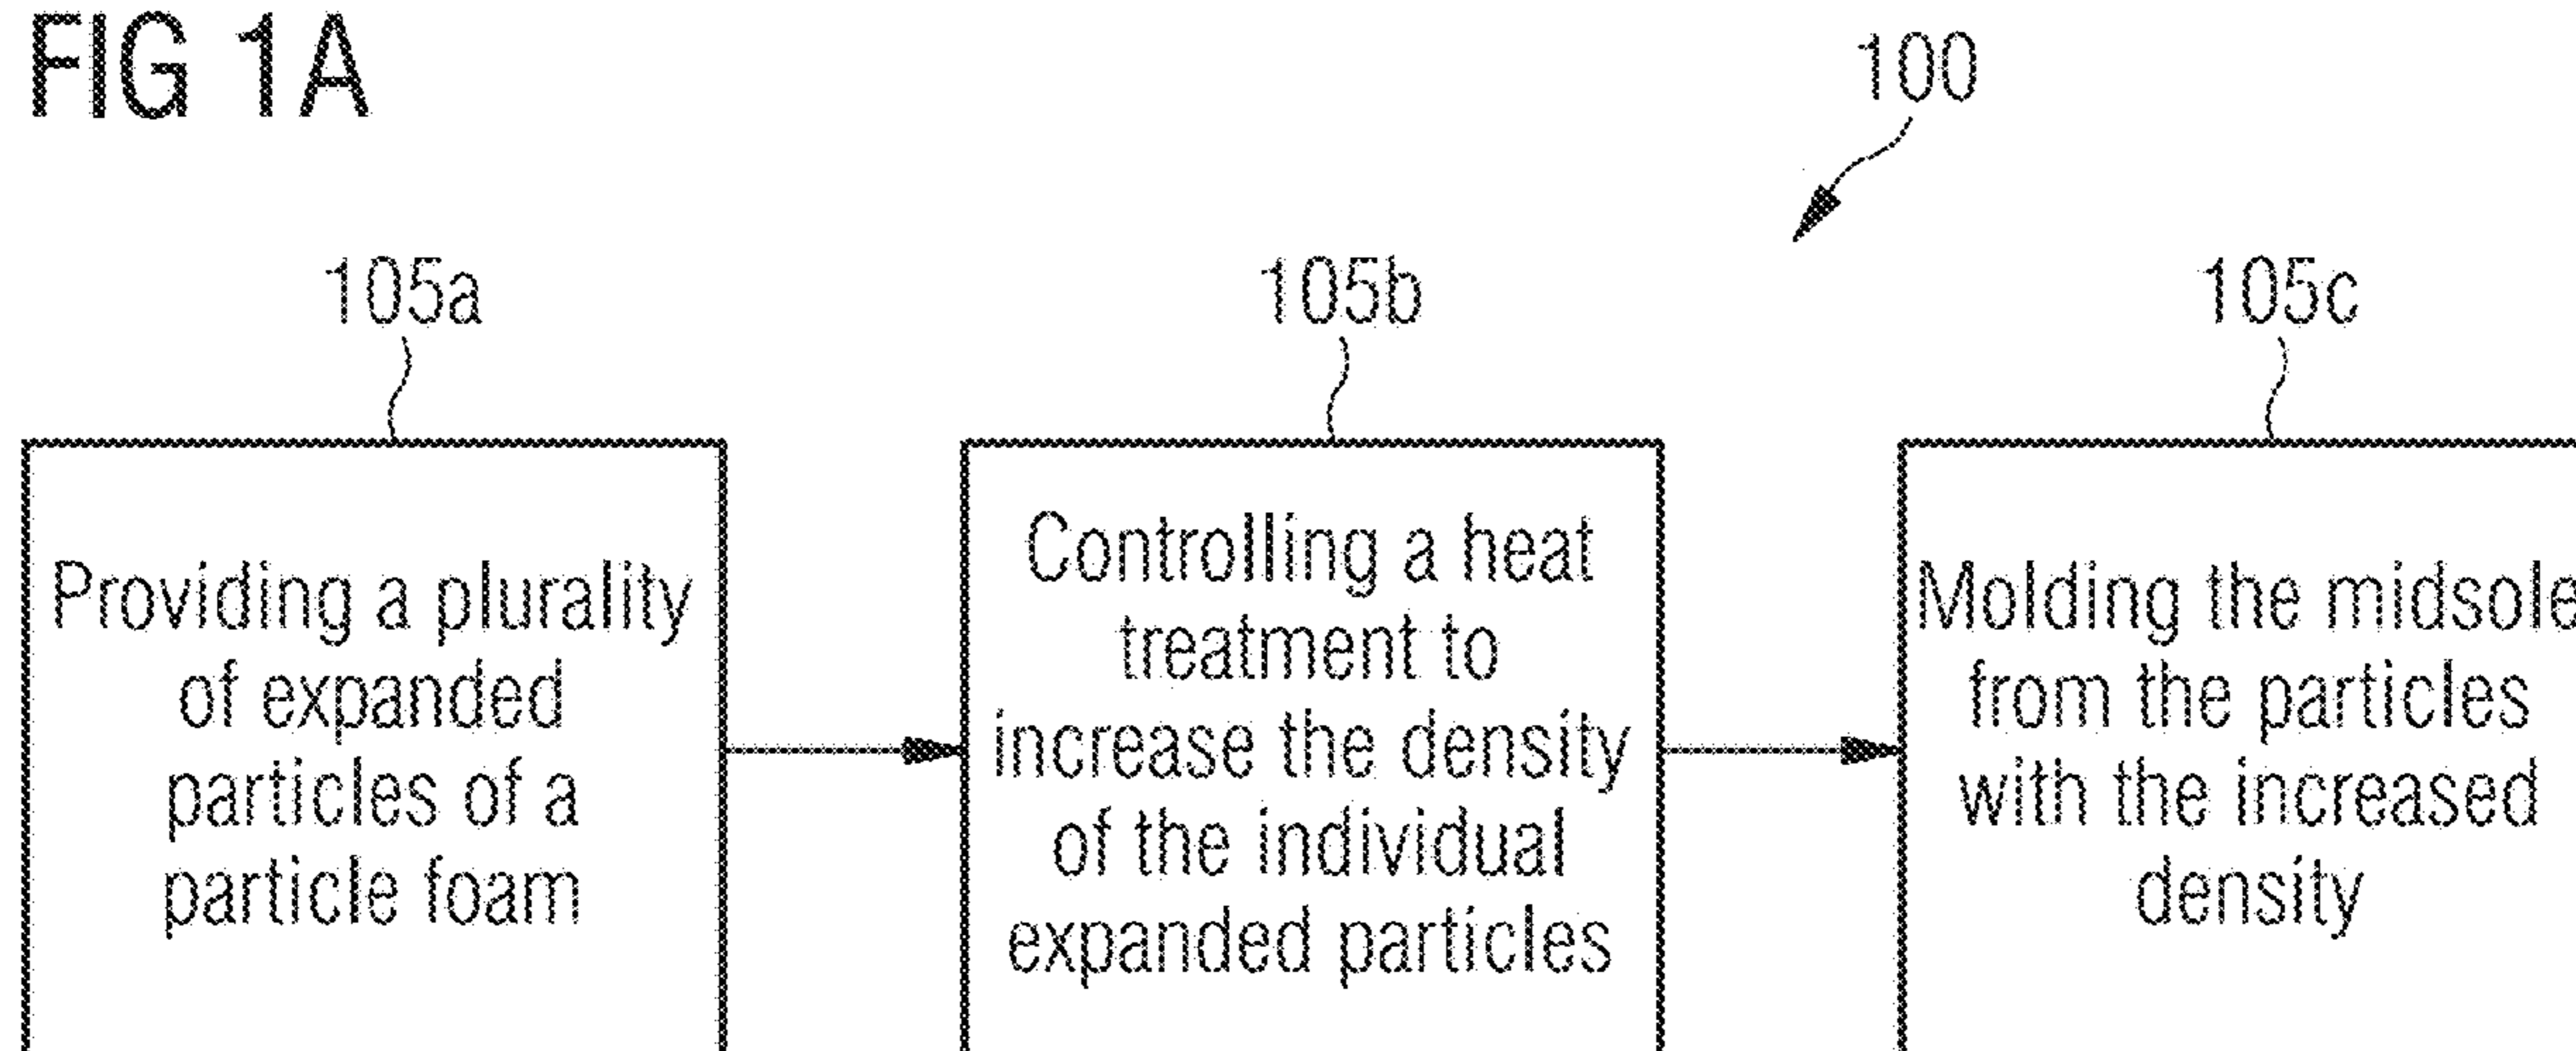 FIG 1A
100
105a
105b
105c
Providing a plurality
of expanded
particles of a
particle foam
Controlling a heat
treatment to
increase the density
of the individual
expanded particles
Molding the midsole
from the particles
with the increased
density